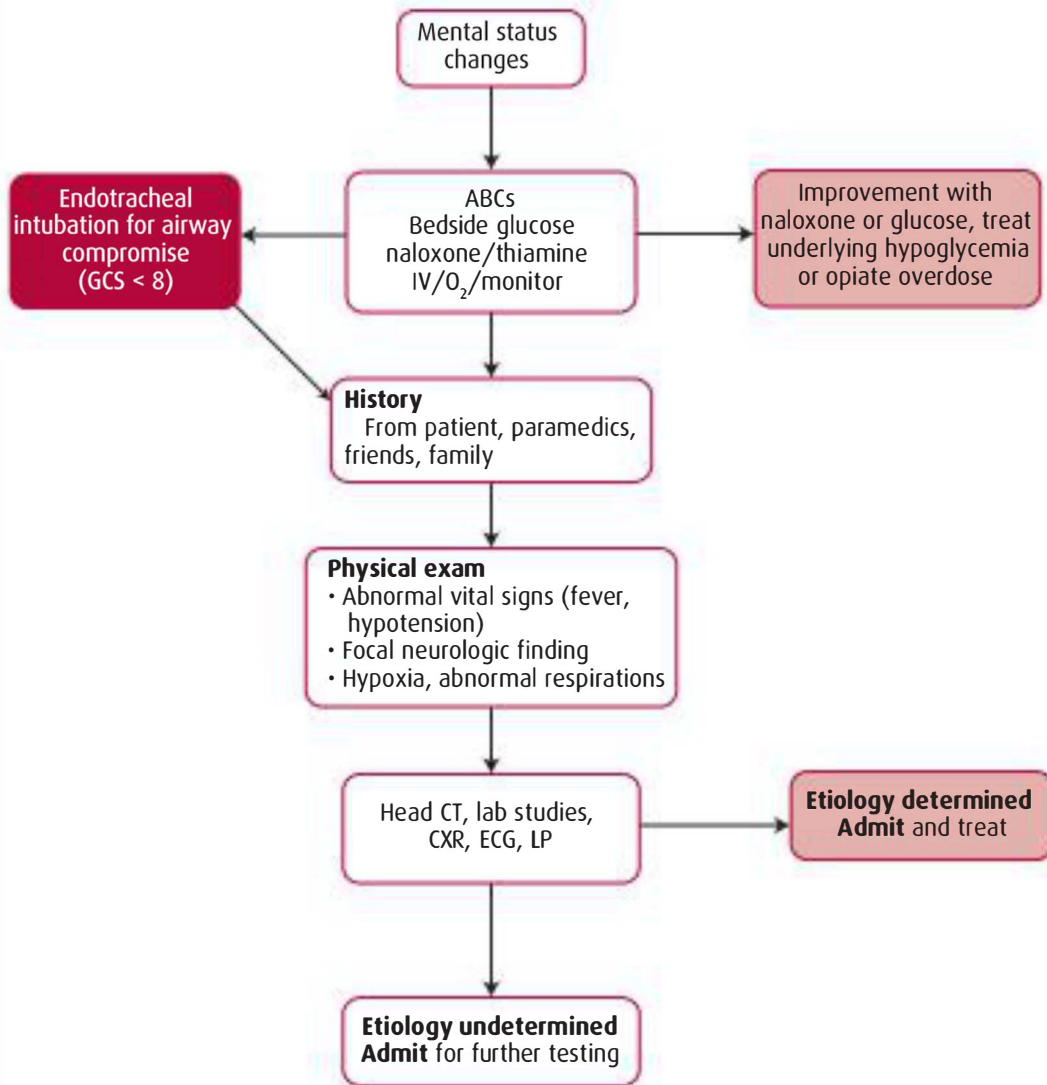 Mental status
changes
Endotracheal
intubation for airway
compromise
(GCS < 8)
ABCs
Bedside glucose
naloxone/thiamine
IV/O₂/monitor
Improvement with
naloxone or glucose, treat
underlying hypoglycemia
or opiate overdose
History
From patient, paramedics,
friends, family
Physical exam
• Abnormal vital signs (fever,
hypotension)
• Focal neurologic finding
• Hypoxia, abnormal respirations
Head CT, lab studies,
CXR, ECG, LP
Etiology determined
Admit and treat
Etiology undetermined
Admit for further testing